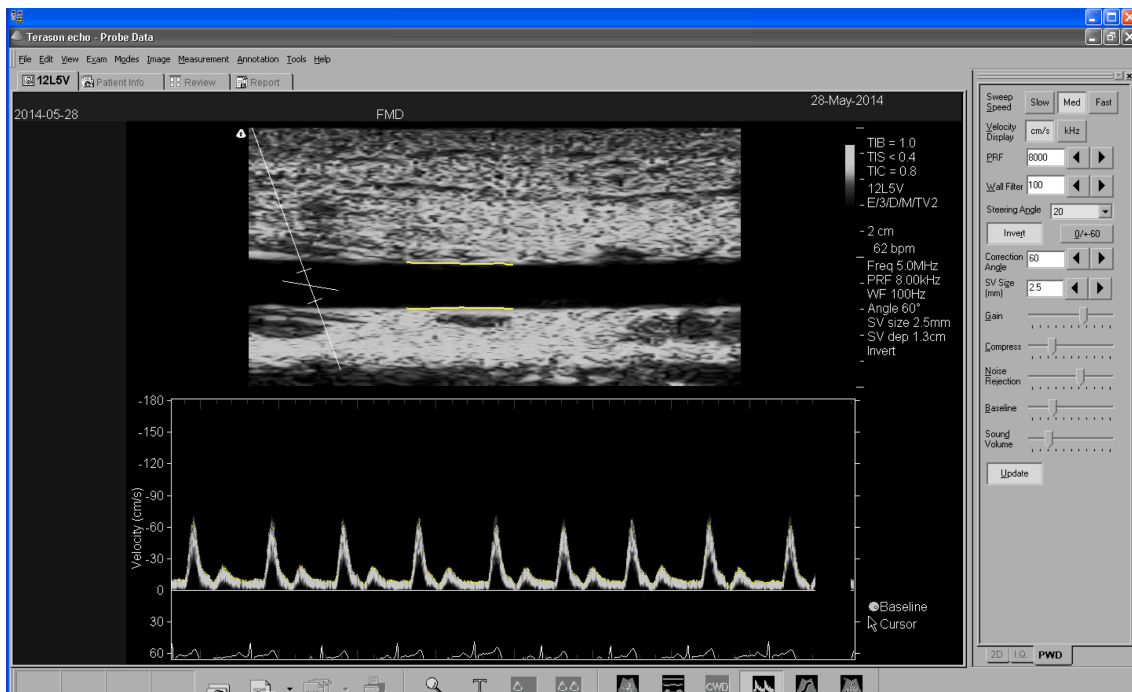 Terason echo - Probe Data
File Edit View Exam Modes Image Measurement Annotation Tools Help
12L5V Patient Info Review Report
28-May-2014
2014-05-28 FMD
TIB = 1.0
TIS < 0.4
TIC = 0.8
12L5V
E/3/D/M/TV2
2 cm
62 bpm
Freq 5.0MHz
PRF 8.00kHz
WF 100Hz
Angle 60°
SV size 2.5mm
SV dep 1.3cm
Invert
-180
-150
-120
-90
-60
-30
0
30
60
Velocity (cm/s)
Baseline
Cursor
Sweep Speed Slow Med Fast
Velocity Display cm/s kHz
PRF 8000
Wall Filter 100
Steering Angle 20
Invert 0/+-60
Correction Angle 60
SV Size (mm) 2.5
Gain
Compress
Noise Rejection
Baseline
Sound Volume
Update
2D I.Q. PWD
T CWD